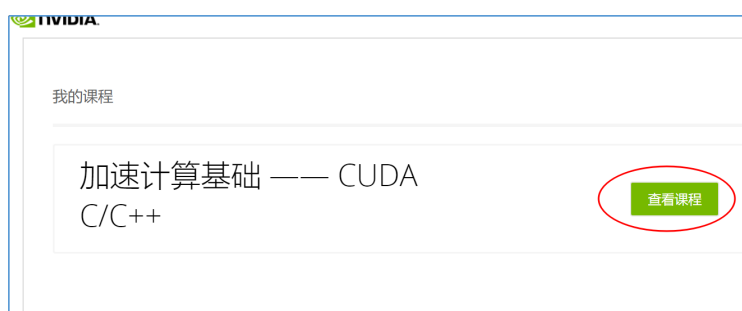 NVIDIA.
我的课程
加速计算基础 —— CUDA
C/C++
查看课程